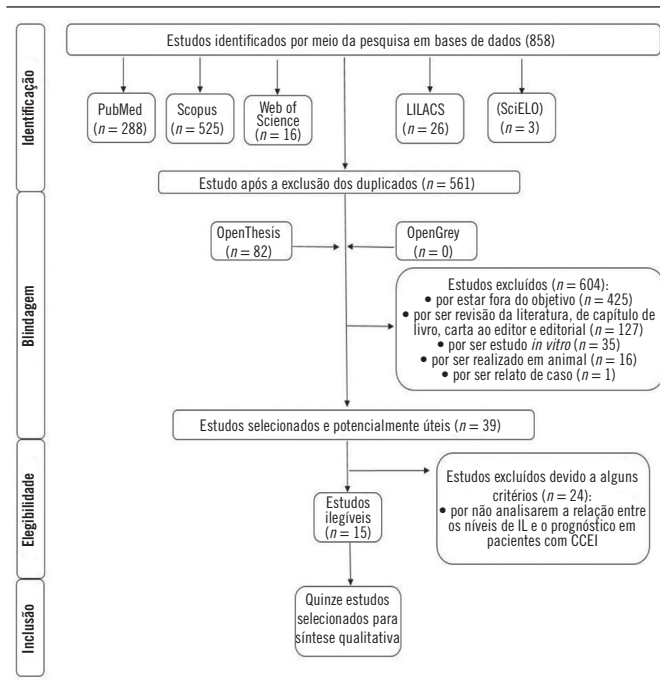 Estudos identificados por meio da pesquisa em bases de dados (858)
PubMed
(n = 288)
Scopus
(n = 525)
Web of
Science
(n = 16)
LILACS
(n = 26)
(SciELO)
(n = 3)
Identificação
Estudo após a exclusão dos duplicados (n = 561)
OpenThesis
(n = 82)
OpenGrey
(n = 0)
Blindagem
Estudos excluídos (n = 604):
• por estar fora do objetivo (n = 425)
• por ser revisão da literatura, de capítulo de
livro, carta ao editor e editorial (n = 127)
• por ser estudo in vitro (n = 35)
• por ser realizado em animal (n = 16)
• por ser relato de caso (n = 1)
Estudos selecionados e potencialmente úteis (n = 39)
Elegibilidade
Estudos excluídos devido a alguns
critérios (n = 24):
• por não analisarem a relação entre
os níveis de IL e o prognóstico em
pacientes com CCEI
Estudos
ilegíveis
(n = 15)
Inclusão
Quinze estudos
selecionados para
síntese qualitativa